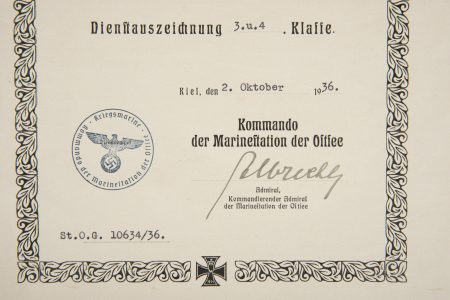 Dienstauszeichnung 3.u.4 . Klasse.
Kiel, den 2. Oktober 1936.
Kommando
der Marinestation der Ostsee
Kriegsmarine
Kommando der Marinestation der Ostsee
Albrecht
Admiral,
Kommandierender Admiral
der Marinestation der Ostsee
St.O.G. 10634/36.